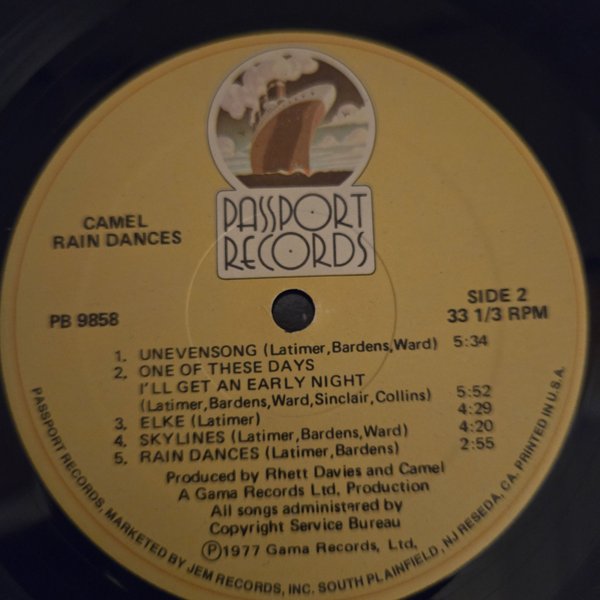 PASSPORT
RECORDS
CAMEL
RAIN DANCES
PB 9858
SIDE 2
33 1/3 RPM
1. UNEVENSONG (Latimer,Bardens,Ward) 5:34
2. ONE OF THESE DAYS
I'LL GET AN EARLY NIGHT
(Latimer,Bardens,Ward,Sinclair,Collins) 5:52
3. ELKE (Latimer) 4:29
4. SKYLINES (Latimer,Bardens,Ward) 4:20
5. RAIN DANCES (Latimer,Bardens) 2:55
Produced by Rhett Davies and Camel
A Gama Records Ltd, Production
All songs administered by
Copyright Service Bureau
Ⓟ1977 Gama Records, Ltd,
PASSPORT RECORDS, MARKETED BY JEM RECORDS, INC. SOUTH PLAINFIELD, NJ RESEDA, CA. PRINTED IN U.S.A.